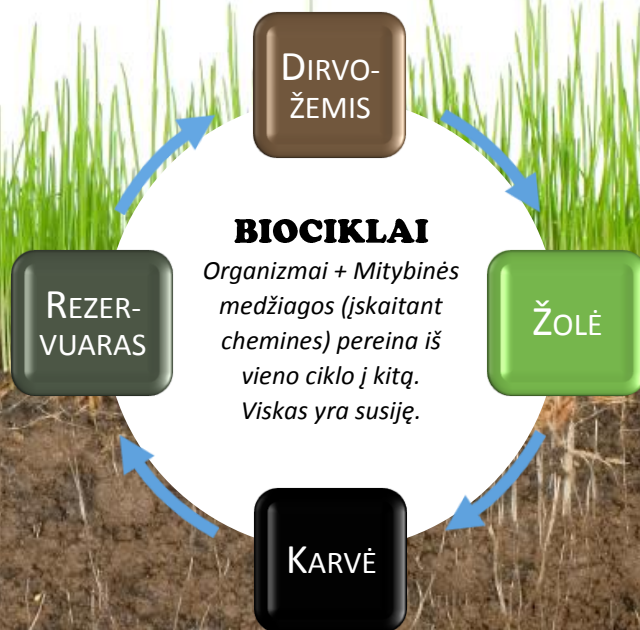 DIRVO-
ŽEMIS
BIOCIKLAI
Organizmai + Mitybinės
medžiagos (įskaitant
chemines) pereina iš
vieno ciklo į kitą.
Viskas yra susiję.
REZER-
VUARAS
ŽOLĖ
KARVĖ